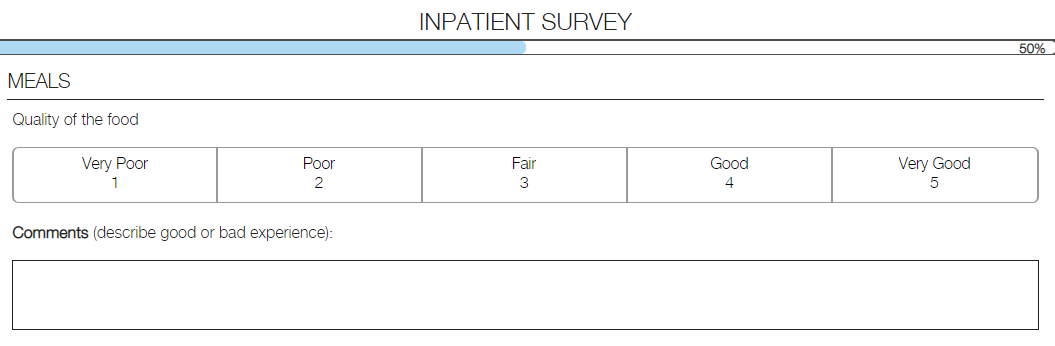 INPATIENT SURVEY
50%
MEALS
Quality of the food
Very Poor Poor Fair Good Very Good
1 2 3 4 5
Comments (describe good or bad experience):